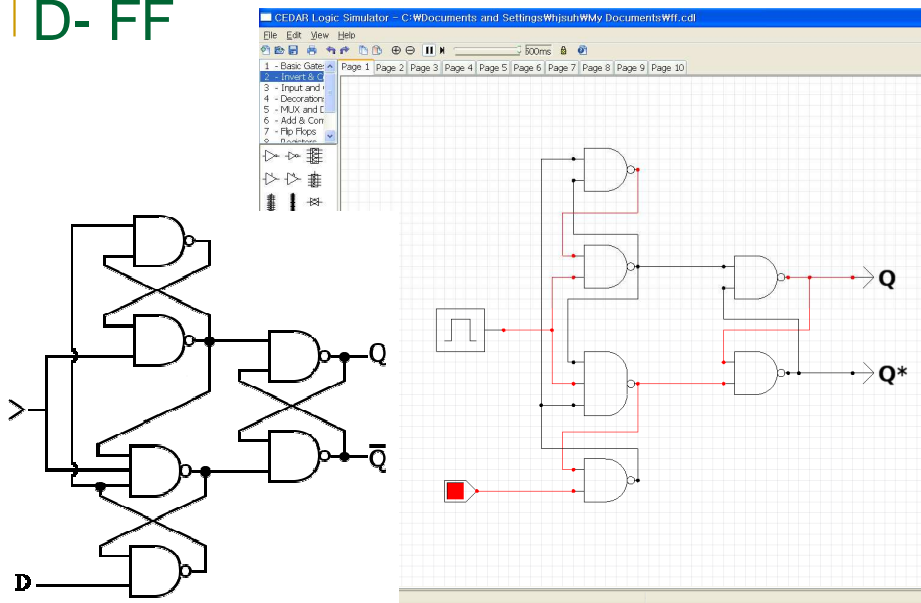 D- FF
CEDAR Logic Simulator - C:₩Documents and Settings₩hjsuh₩My Documents₩ff.cdl
File Edit View Help
500ms
1 - Basic Gate
2 - Invert & C
3 - Input and
4 - Decoration
5 - MUX and D
6 - Add & Com
7 - Flip Flops
Page 1 Page 2 Page 3 Page 4 Page 5 Page 6 Page 7 Page 8 Page 9 Page 10
Q
Q*
Q
Q̅
D